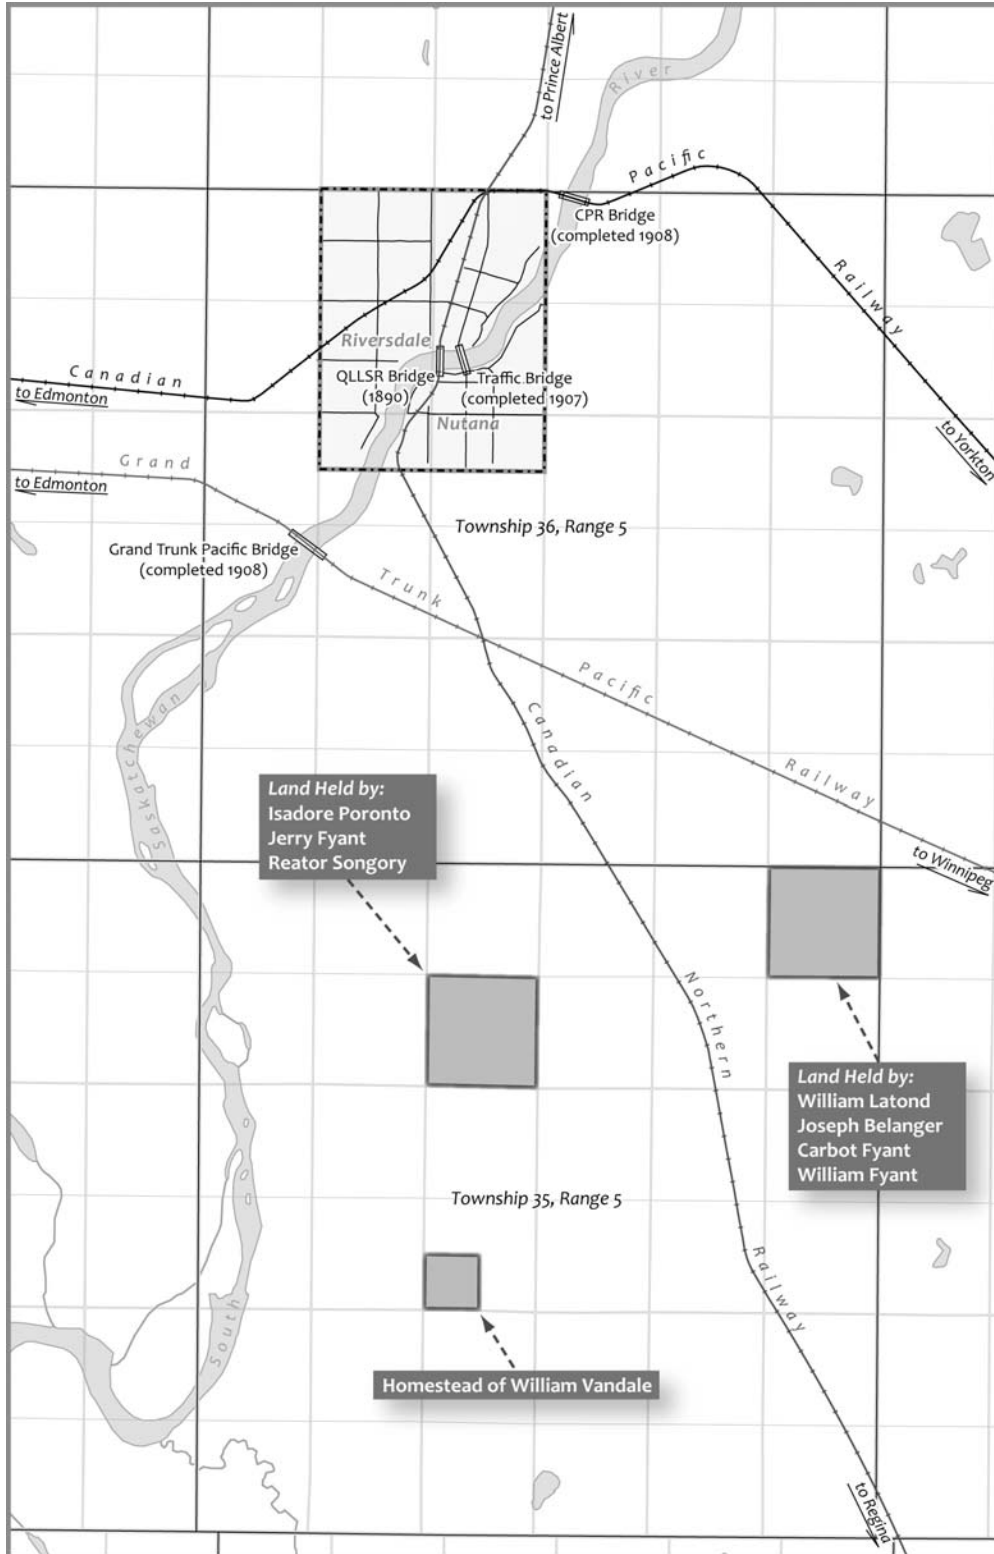 to Prince Albert
River
Pacific
CPR Bridge
(completed 1908)
Railway
Riversdale
Canadian
to Edmonton
QLLSR Bridge
(1890)
Traffic Bridge
(completed 1907)
Nutana
to Yorkton
Grand
to Edmonton
Township 36, Range 5
Grand Trunk Pacific Bridge
(completed 1908)
Trunk
Pacific
Saskatchewan
Canadian
Railway
to Winnipeg
Land Held by:
Isadore Poronto
Jerry Fyant
Reator Songory
Northern
Land Held by:
William Latond
Joseph Belanger
Carbot Fyant
William Fyant
Township 35, Range 5
Railway
South
Homestead of William Vandale
to Regina